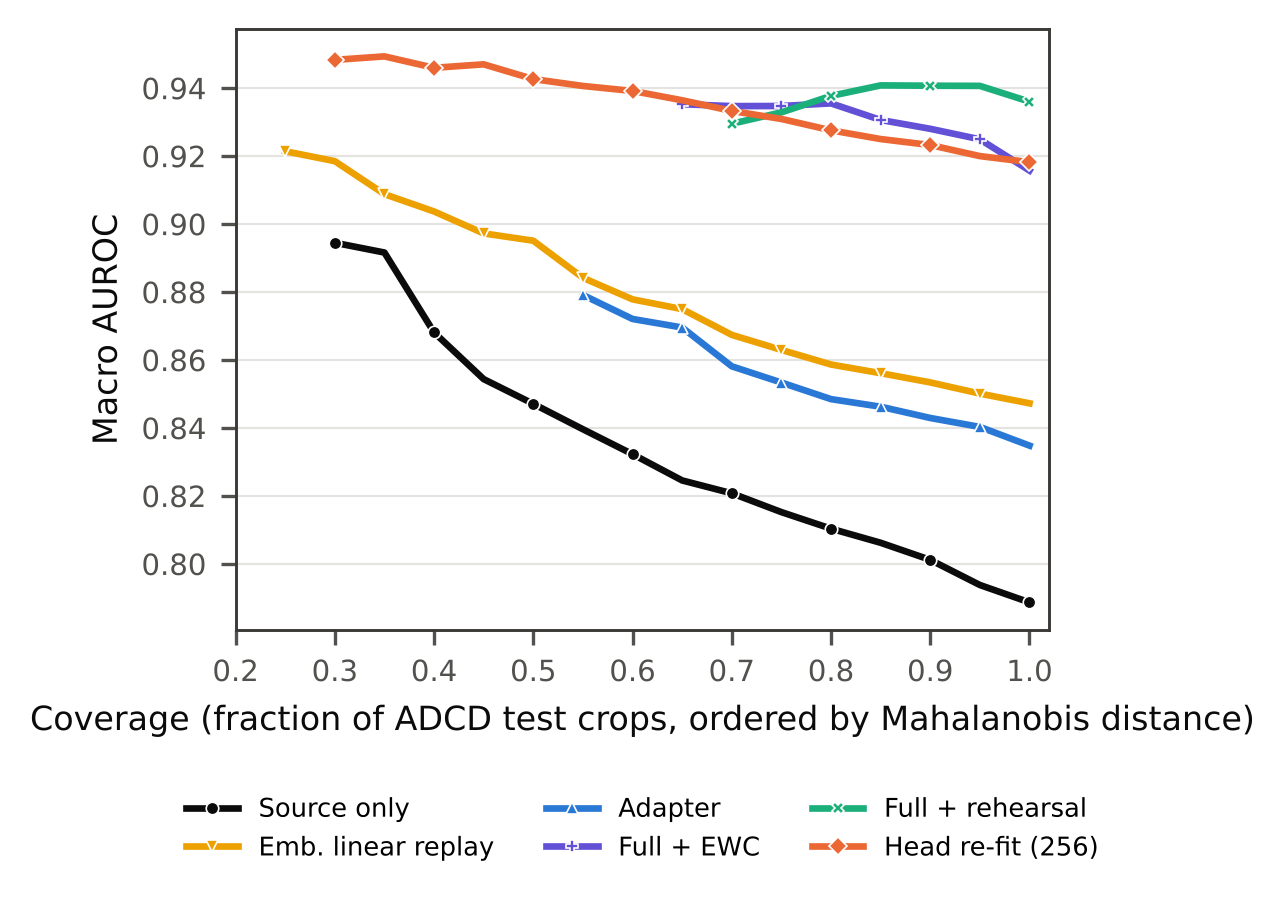 0.94
0.92
0.90
0.88
0.86
0.84
0.82
0.80
Macro AUROC
0.2 0.3 0.4 0.5 0.6 0.7 0.8 0.9 1.0
Coverage (fraction of ADCD test crops, ordered by Mahalanobis distance)
Source only Adapter Full + rehearsal
Emb. linear replay Full + EWC Head re-fit (256)